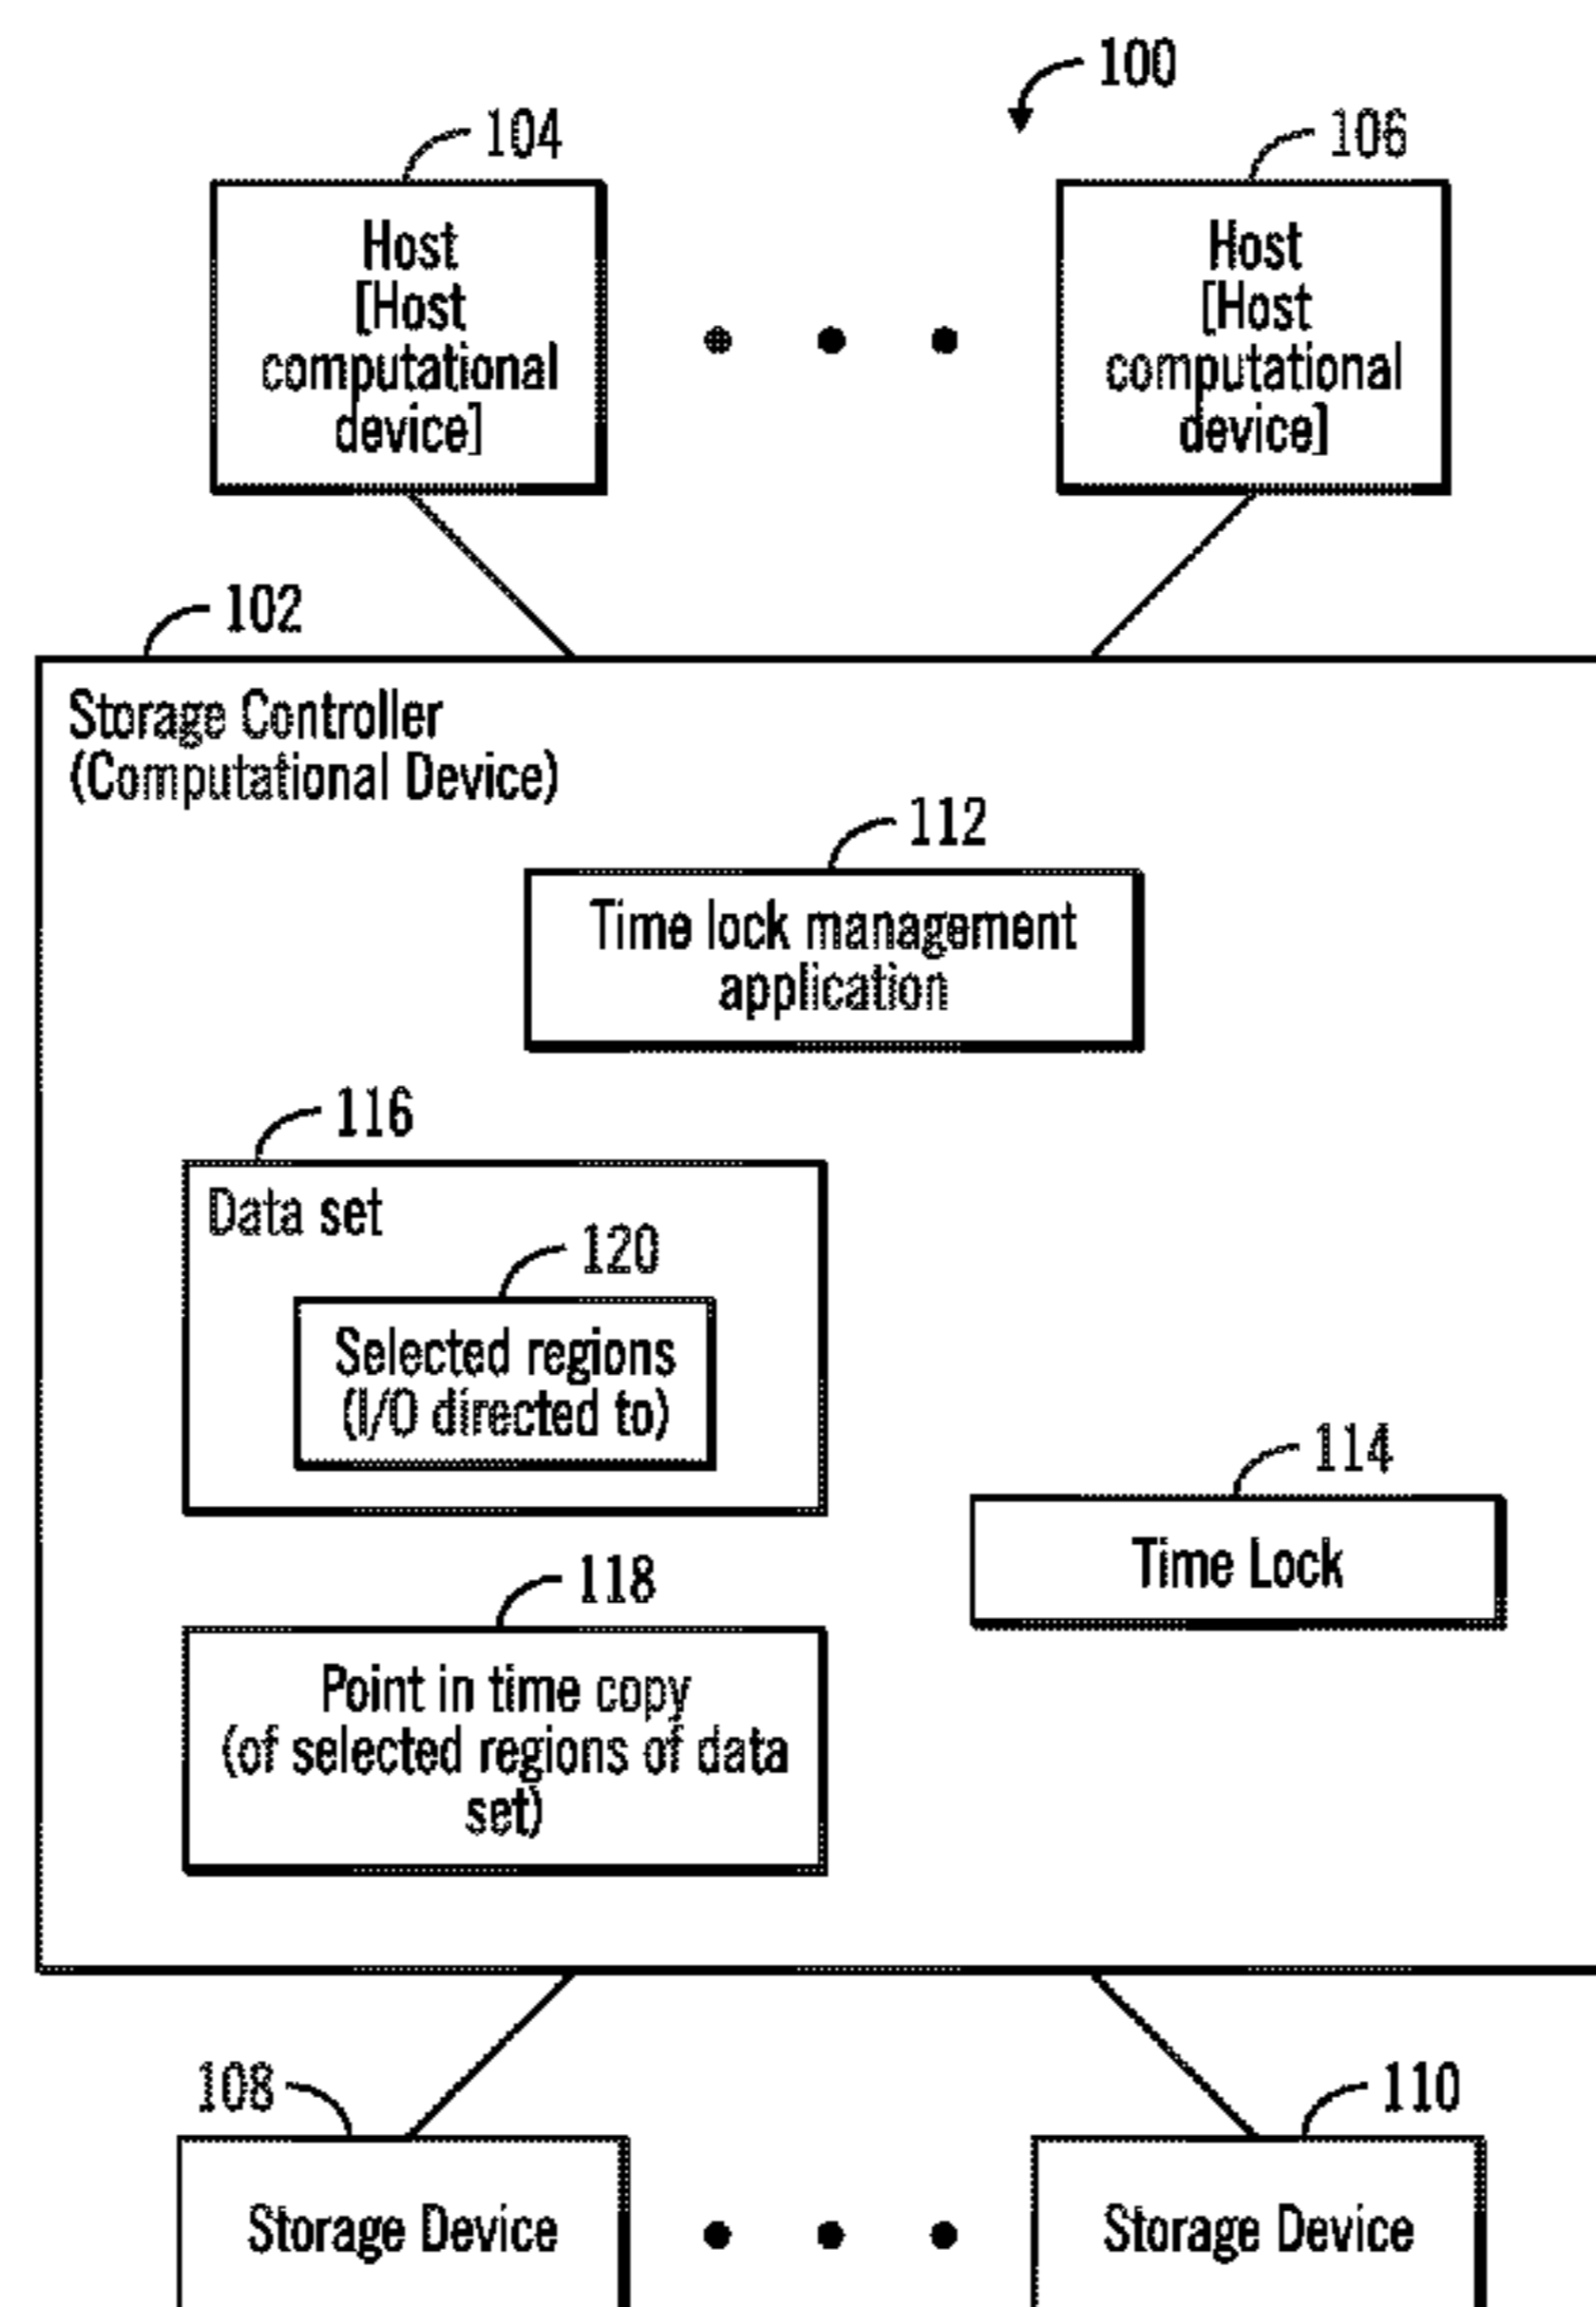 100
104
106
Host
[Host
computational
device]
Host
[Host
computational
device]
102
Storage Controller
(Computational Device)
112
Time lock management
application
116
Data set
120
Selected regions
(I/O directed to)
114
Time Lock
118
Point in time copy
(of selected regions of data
set)
108
110
Storage Device
Storage Device